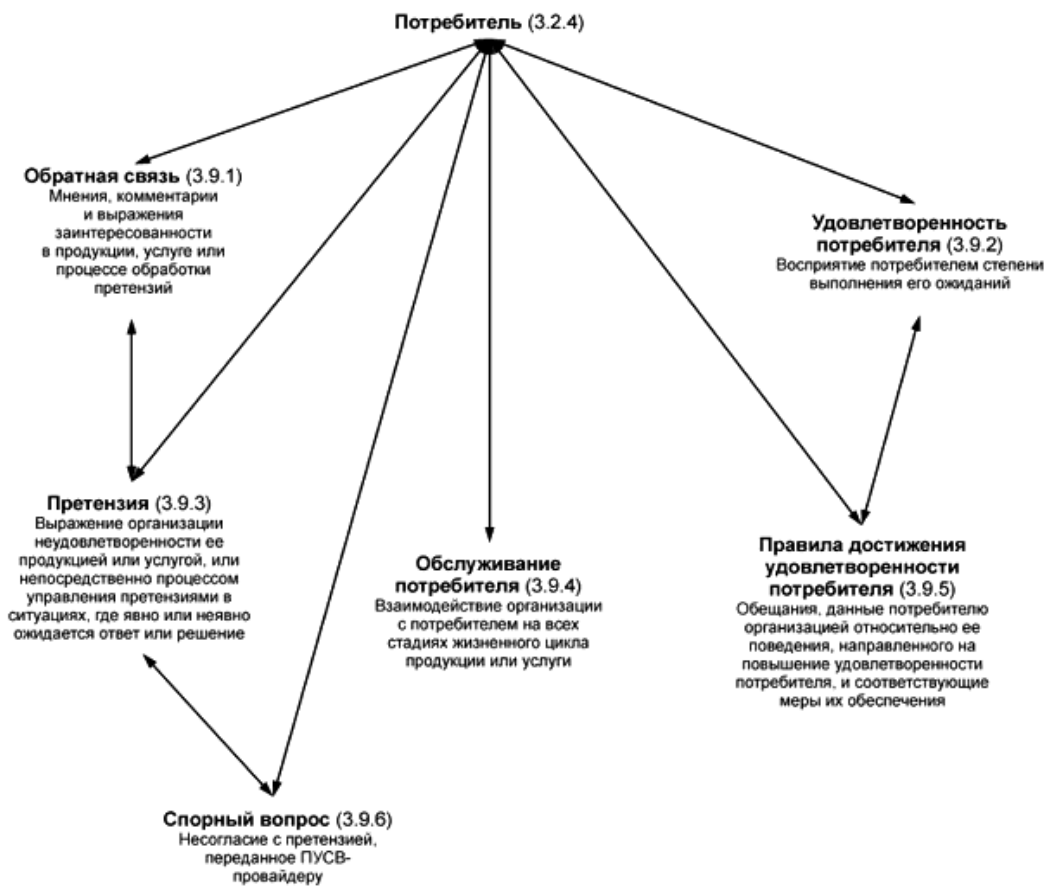 Потребитель (3.2.4)
Обратная связь (3.9.1)
Мнения, комментарии
и выражения
заинтересованности
в продукции, услуге или
процессе обработки
претензий
Удовлетворенность
потребителя (3.9.2)
Восприятие потребителем степени
выполнения его ожиданий
Претензия (3.9.3)
Выражение организации
неудовлетворенности ее
продукцией или услугой, или
непосредственно процессом
управления претензиями в
ситуациях, где явно или неявно
ожидается ответ или решение
Обслуживание
потребителя (3.9.4)
Взаимодействие организации
с потребителем на всех
стадиях жизненного цикла
продукции или услуги
Правила достижения
удовлетворенности
потребителя (3.9.5)
Обещания, данные потребителю
организацией относительно ее
поведения, направленного на
повышение удовлетворенности
потребителя, и соответствующие
меры их обеспечения
Спорный вопрос (3.9.6)
Несогласие с претензией,
переданное ПУСВ-
провайдеру